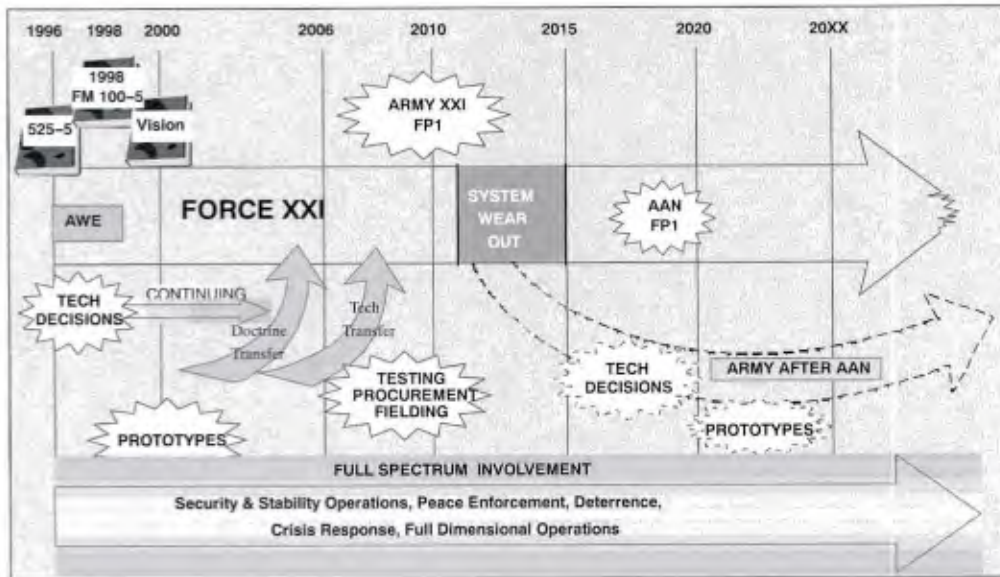 1996 1998 2000 2006 2010 2015 2020 20XX
1998
FM 100-5
525-5
Vision
ARMY XXI
FP1
AWE
FORCE XXI
SYSTEM
WEAR
OUT
AAN
FP1
TECH
DECISIONS
CONTINUING
Doctrine
Transfer
Tech
Transfer
TESTING
PROCUREMENT
FIELDING
TECH
DECISIONS
ARMY AFTER AAN
PROTOTYPES
PROTOTYPES
FULL SPECTRUM INVOLVEMENT
Security & Stability Operations, Peace Enforcement, Deterrence,
Crisis Response, Full Dimensional Operations